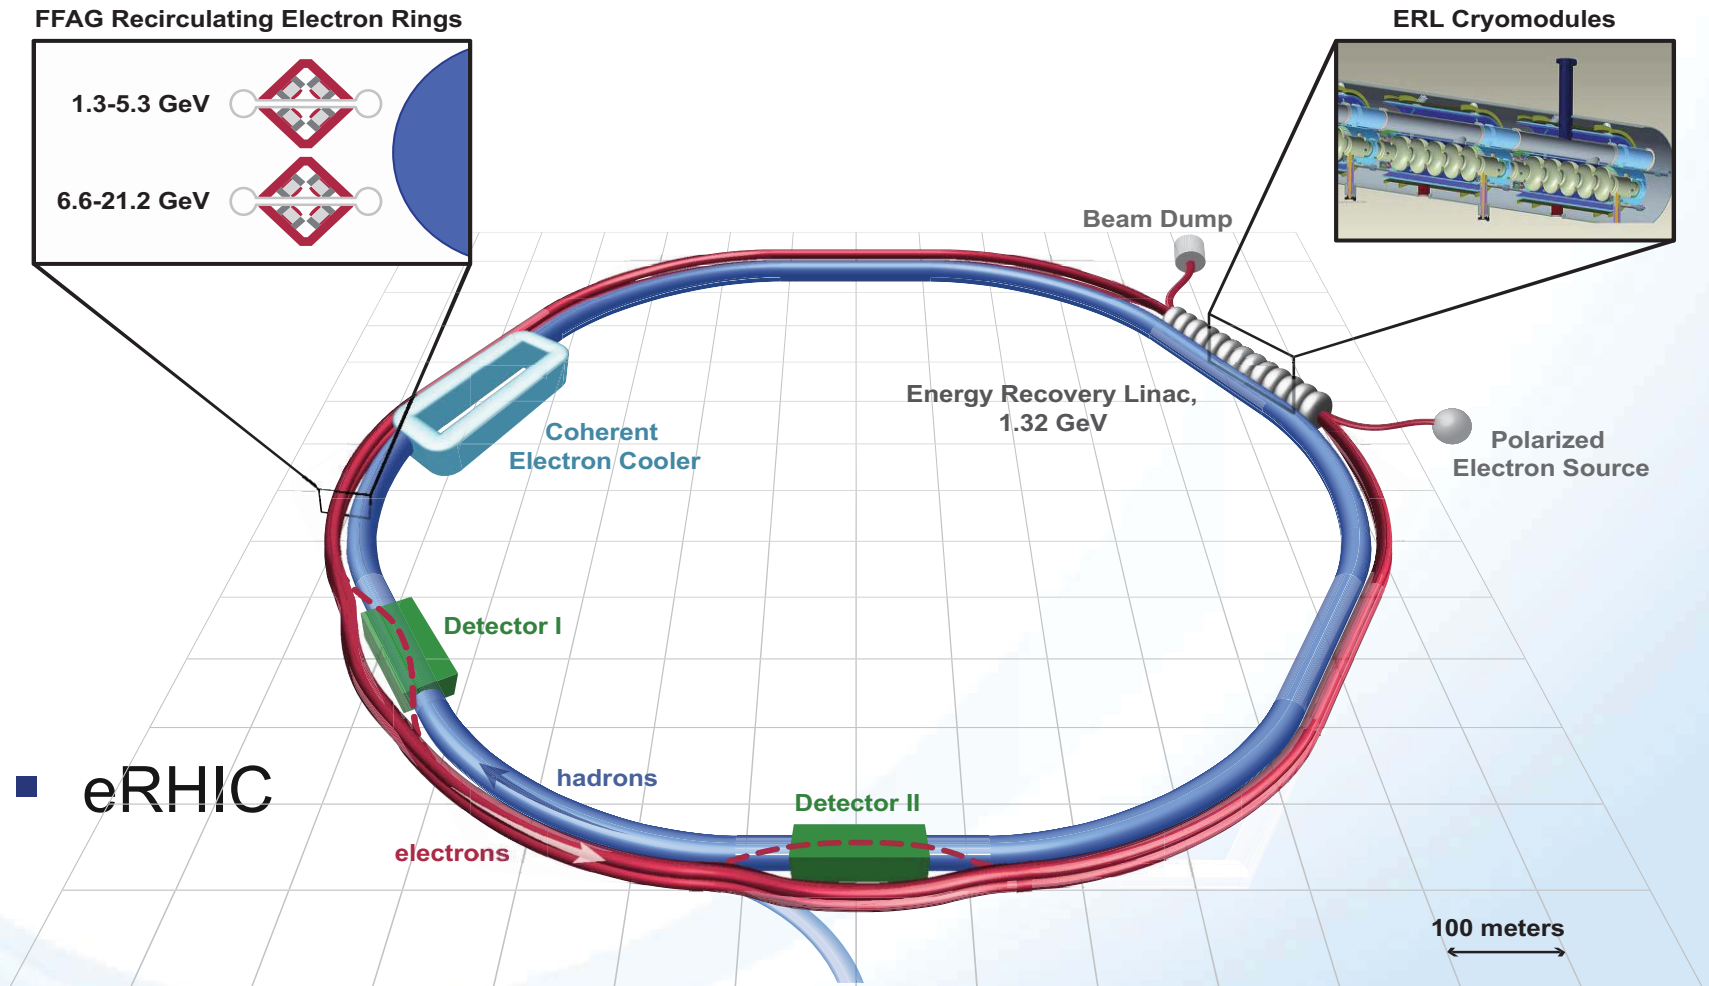 FFAG Recirculating Electron Rings
ERL Cryomodules
1.3-5.3 GeV
6.6-21.2 GeV
Beam Dump
Energy Recovery Linac,
1.32 GeV
Polarized
Electron Source
Coherent
Electron Cooler
Detector I
hadrons
eRHIC
Detector II
electrons
100 meters